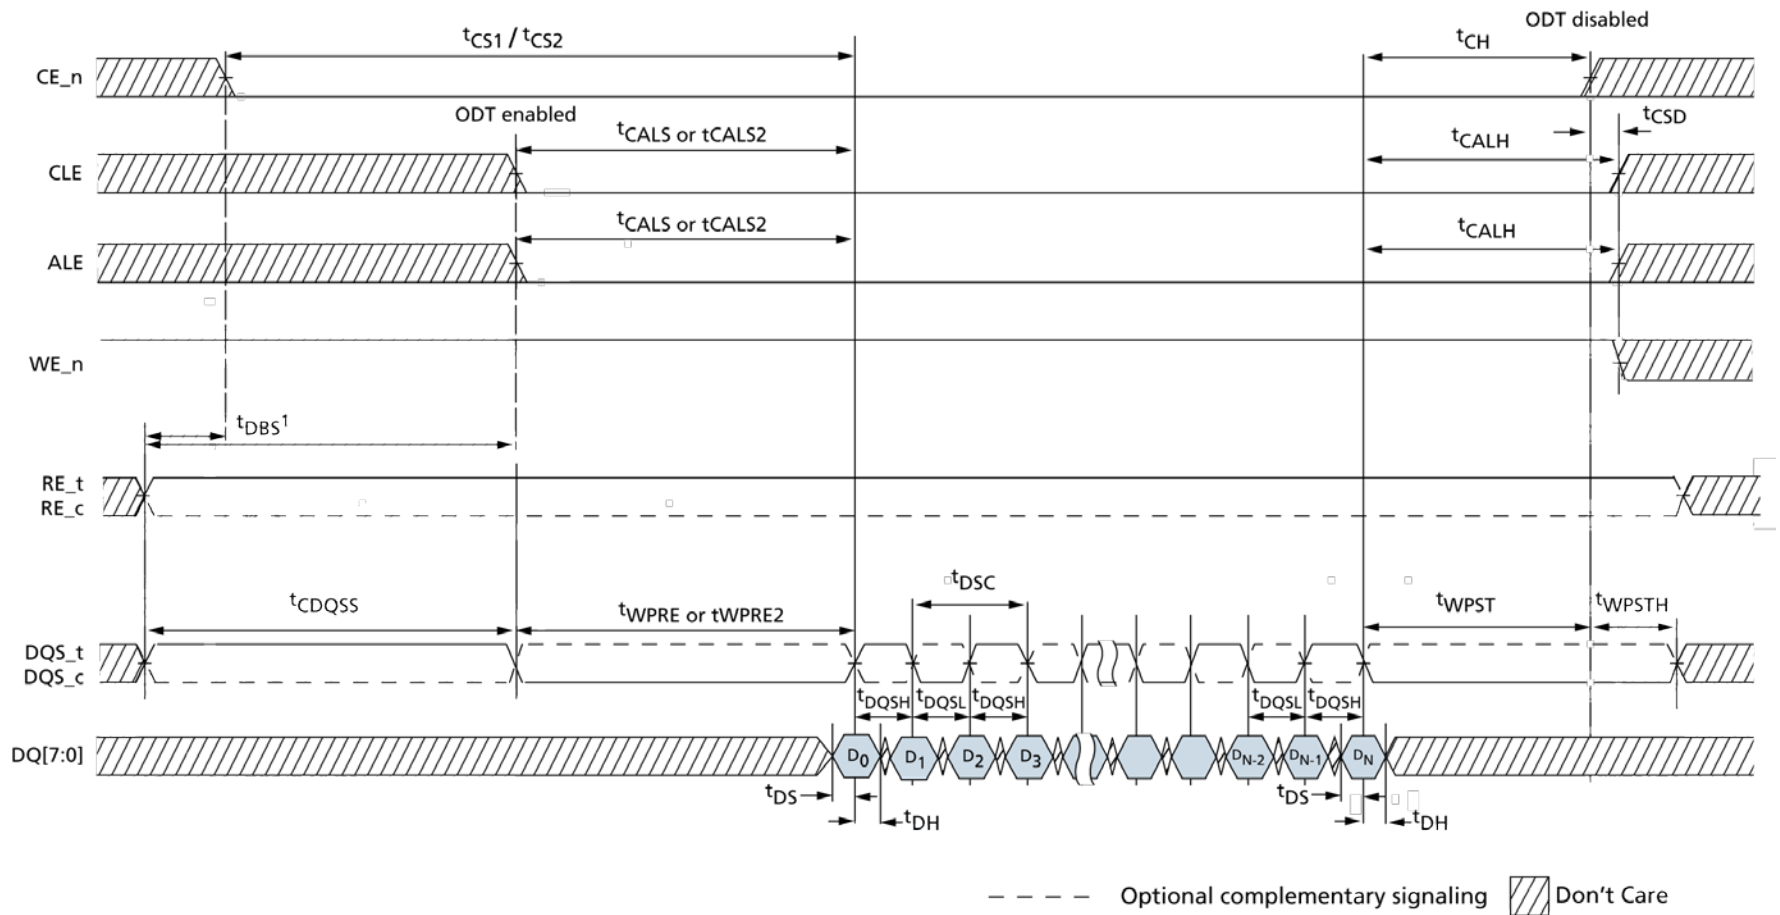 ODT disabled
tCS1 / tCS2
tCH
CE_n
ODT enabled
tCSD
tCALS or tCALS2
tCALH
CLE
tCALS or tCALS2
tCALH
ALE
WE_n
tDBS1
RE_t
RE_c
tDSC
tCDQSS
tWPRE or tWPRE2
tWPST
tWPSTH
DQS_t
DQS_c
tDQSH tDQSL tDQSH tDQSL tDQSH
DQ[7:0]
D0 D1 D2 D3 DN-2 DN-1 DN
tDS tDS
tDH tDH
Optional complementary signaling
Don't Care